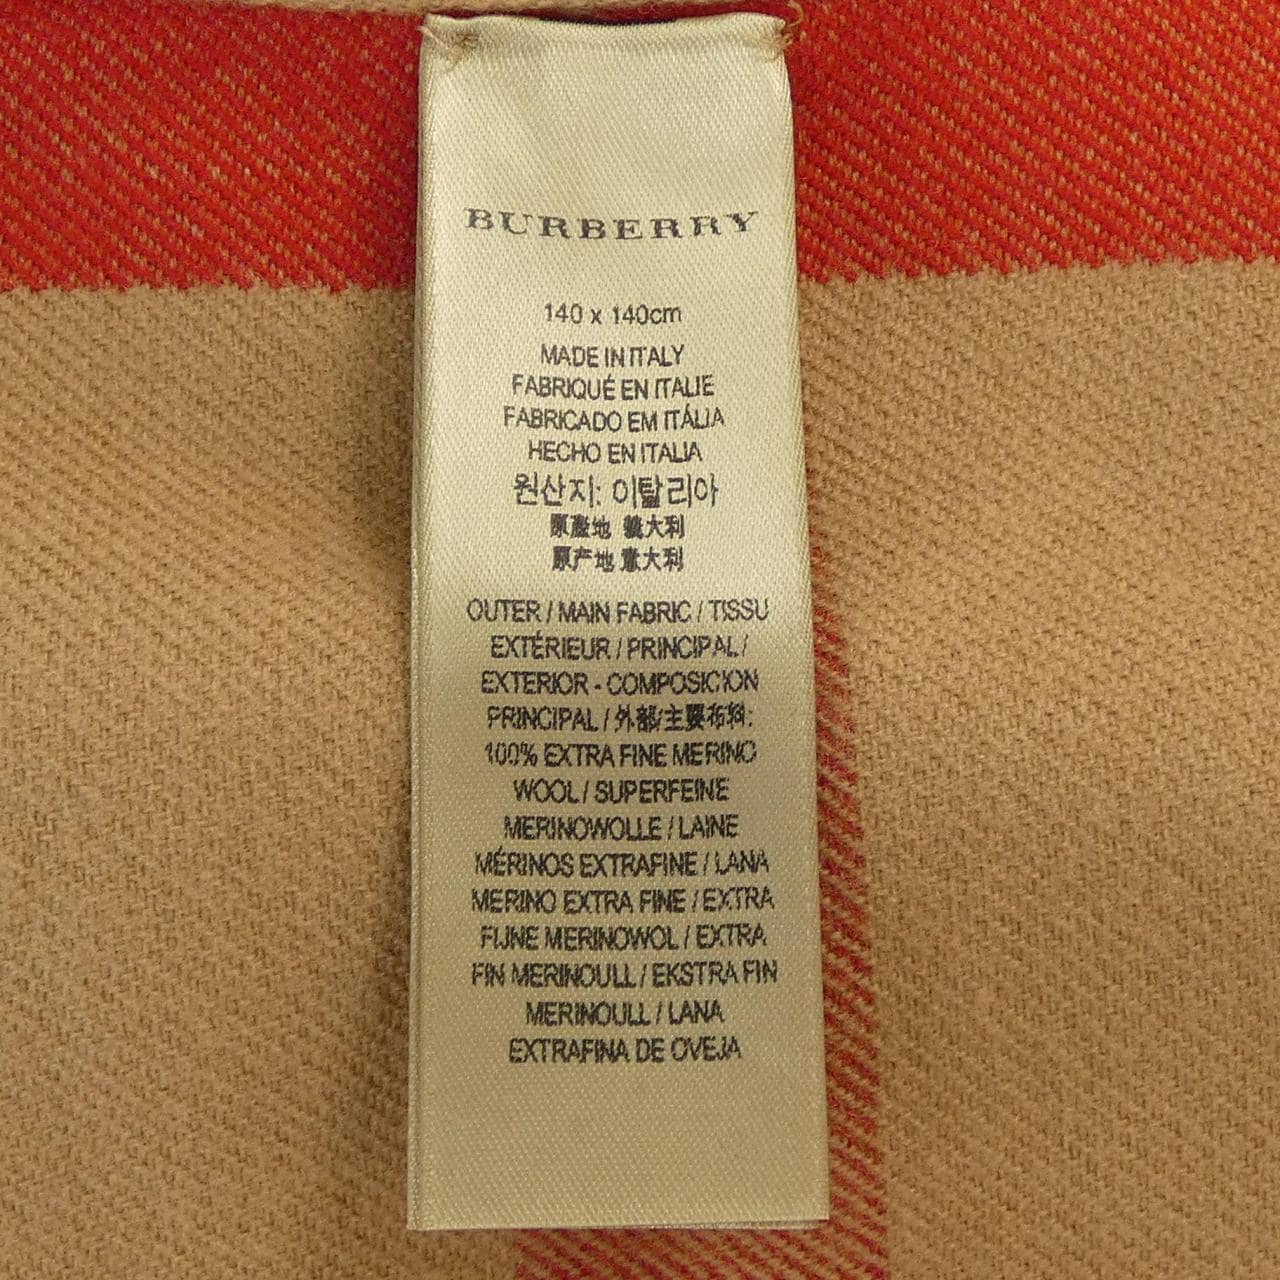 BURBERRY
140 x 140cm
MADE IN ITALY
FABRIQUÉ EN ITALIE
FABRICADO EM ITÁLIA
HECHO EN ITALIA
원산지: 이탈리아
原產地 義大利
原产地 意大利
OUTER / MAIN FABRIC / TISSU
EXTÉRIEUR / PRINCIPAL /
EXTERIOR - COMPOSICION
PRINCIPAL / 外部/主要布料:
100% EXTRA FINE MERINO
WOOL / SUPERFEINE
MERINOWOLLE / LAINE
MÉRINOS EXTRAFINE / LANA
MERINO EXTRA FINE / EXTRA
FIJNE MERINOWOL / EXTRA
FIN MERINOULL / EKSTRA FIN
MERINOULL / LANA
EXTRAFINA DE OVEJA